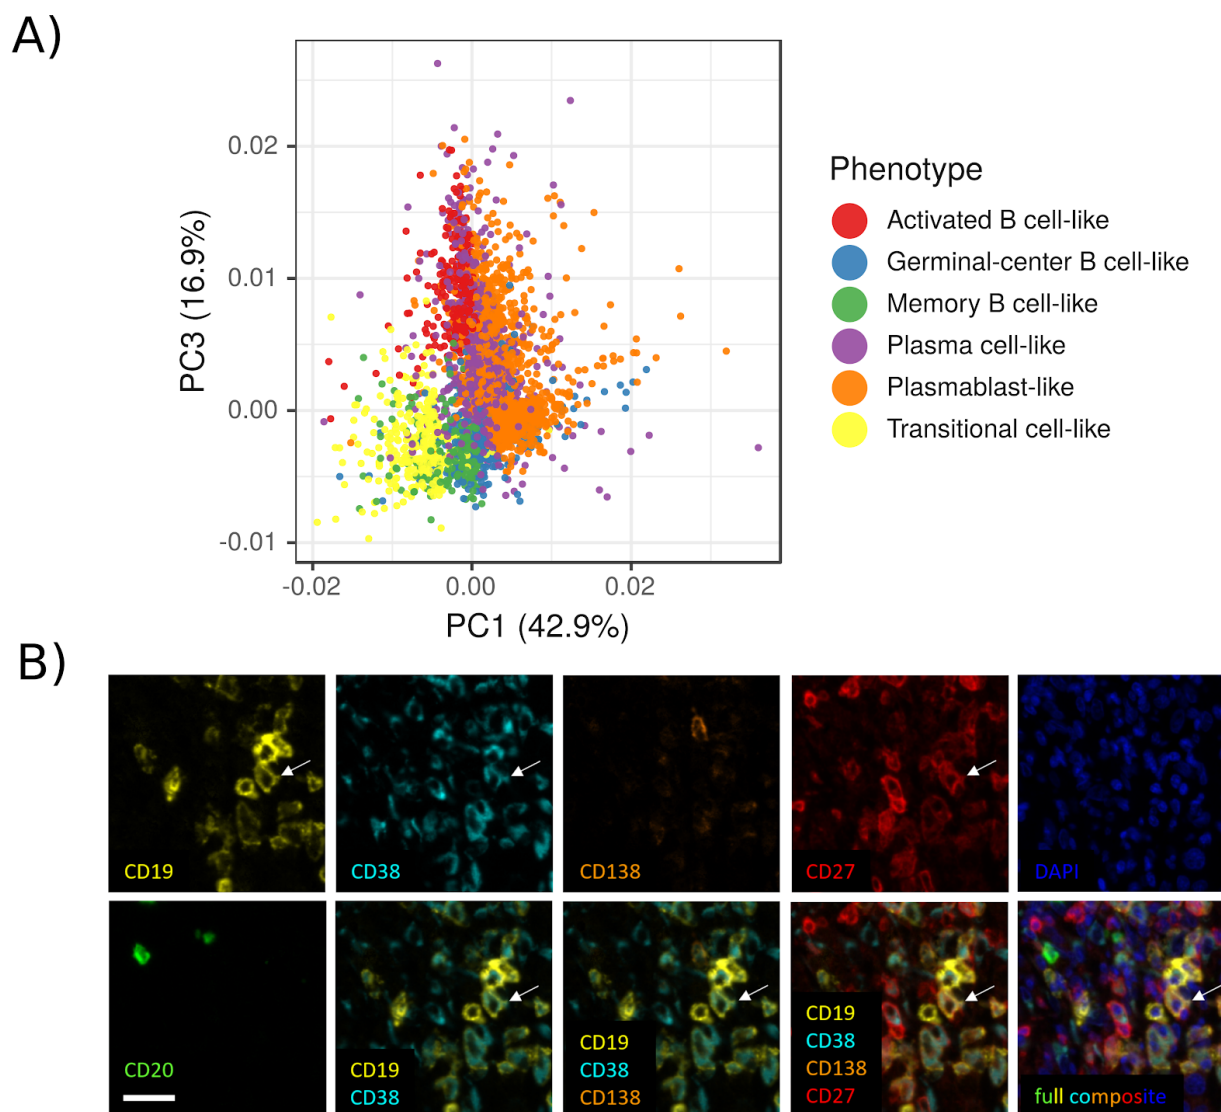 A)
0.02
0.01
0.00
-0.01
PC3 (16.9%)
-0.02
0.00
0.02
PC1 (42.9%)
Phenotype
Activated B cell-like
Germinal-center B cell-like
Memory B cell-like
Plasma cell-like
Plasmablast-like
Transitional cell-like
B)
CD19
CD38
CD138
CD27
DAPI
CD20
CD19
CD38
CD19
CD38
CD138
CD19
CD38
CD138
CD27
full composite